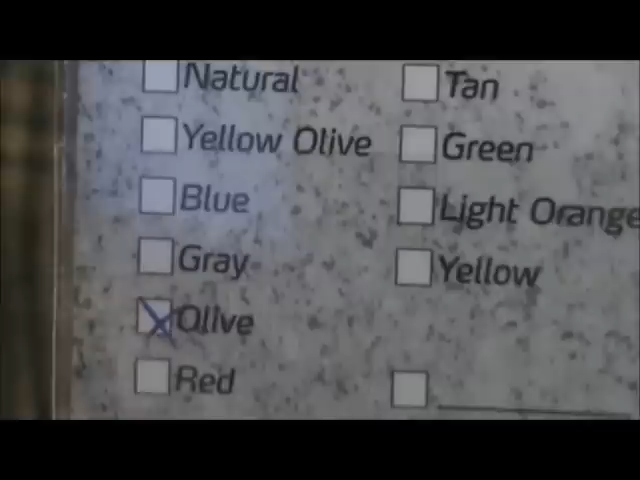 Natural
Yellow Olive
Blue
Gray
Olive
Red
Tan
Green
Light Orange
Yellow